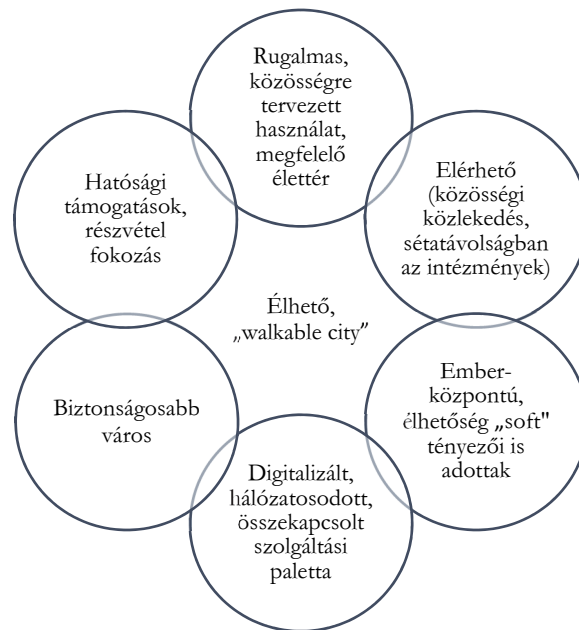 Rugalmas,
közösségre
tervezett
használat,
megfelelő
élettér
Elérhető
(közösségi
közlekedés,
sétatávolságban
az intézmények)
Ember-
központú,
élhetőség „soft"
tényezői is
adottak
Digitalizált,
hálózatosodott,
összekapcsolt
szolgáltási
paletta
Biztonságosabb
város
Hatósági
támogatások,
részvétel
fokozás
Élhető,
„walkable city”